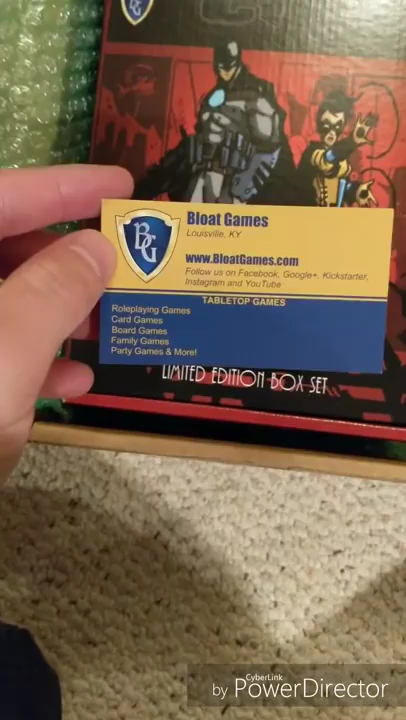 BG
BG
Bloat Games
Louisville, KY
www.BloatGames.com
Follow us on Facebook, Google+, Kickstarter,
Instagram and YouTube
TABLETOP GAMES
Roleplaying Games
Card Games
Board Games
Family Games
Party Games & More!
LIMITED EDITION BOX SET
CyberLink
by PowerDirector